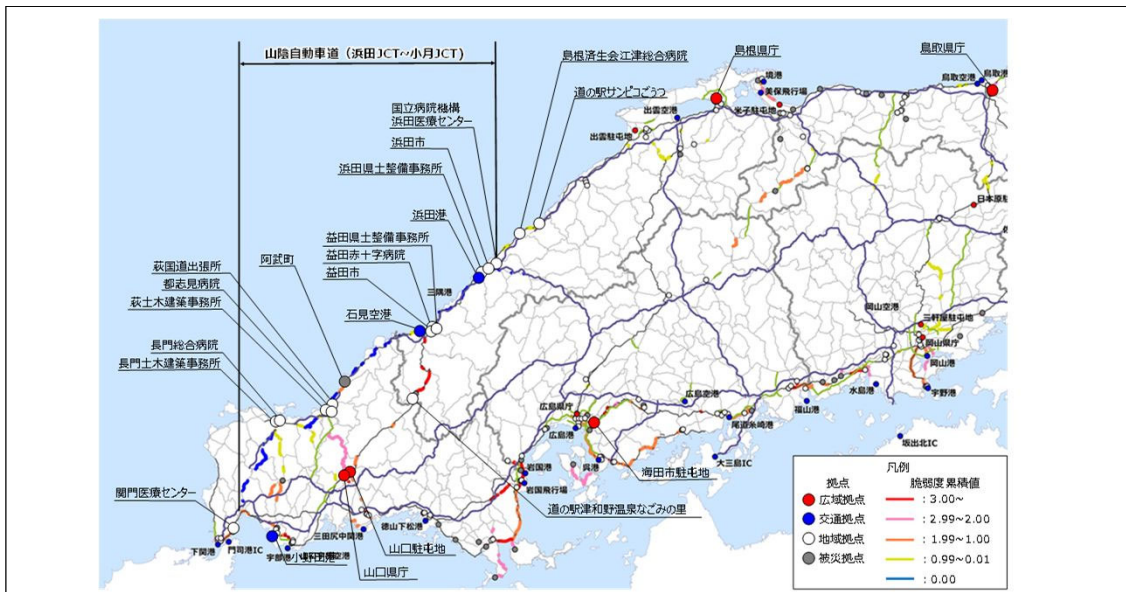 山陰自動車道（浜田JCT~小月JCT)
島根済生会江津総合病院
道の駅サンピコごうつ
島根県庁
鳥取県庁
境港
美保飛行場
米子駐屯地
鳥取空港
鳥取港
出雲空港
出雲駐屯地
国立病院機構
浜田医療センター
浜田市
浜田県土整備事務所
浜田港
益田県土整備事務所
益田赤十字病院
益田市
三隅港
石見空港
阿武町
萩国道出張所
都志見病院
萩土木建築事務所
長門総合病院
長門土木建築事務所
関門医療センター
下関港
門司港IC
宇部港
小野田港
三田尻中関港
山口県庁
山口駐屯地
徳山下松港
道の駅津和野温泉なごみの里
岩国港
岩国飛行場
広島県庁
広島港
呉港
海田市駐屯地
広島空港
尾道糸崎港
大三島IC
福山港
水島港
坂出北IC
宇野港
岡山港
岡山県庁
三軒屋駐屯地
岡山空港
日本原駐
凡例
拠点
脆弱度累積値
：広域拠点
：3.00~
：交通拠点
：2.99~2.00
：地域拠点
：1.99~1.00
：被災拠点
：0.99~0.01
：0.00